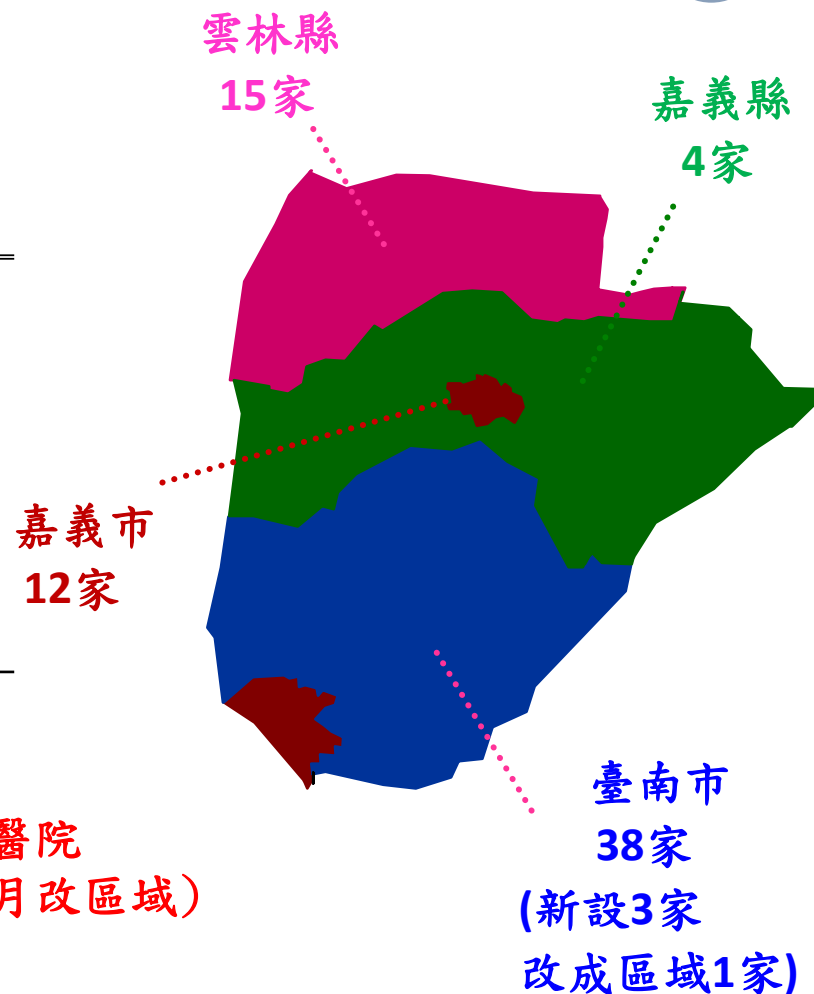 雲林縣
15家
嘉義縣
4家
嘉義市
12家
臺南市
38家
(新設3家
改成區域1家)
醫院
月改區域)